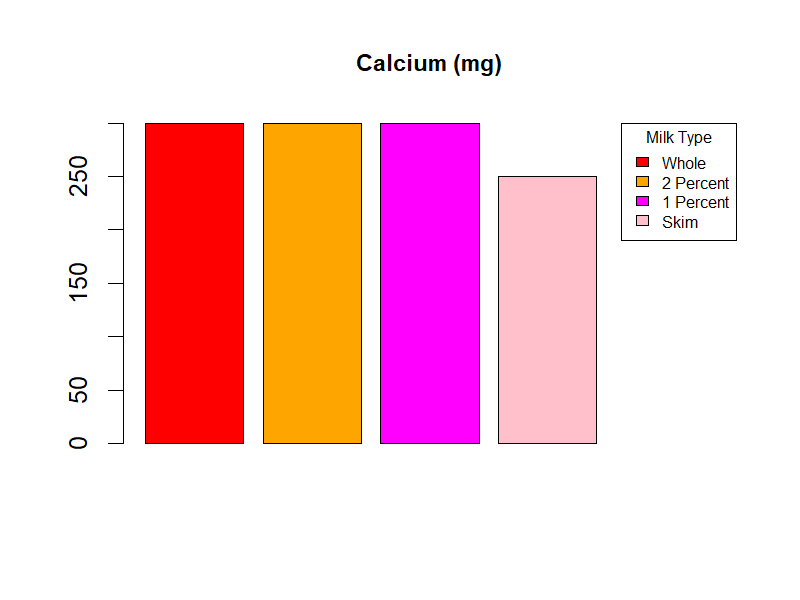 Calcium (mg)
250
150
50
0
Milk Type
Whole
2 Percent
1 Percent
Skim